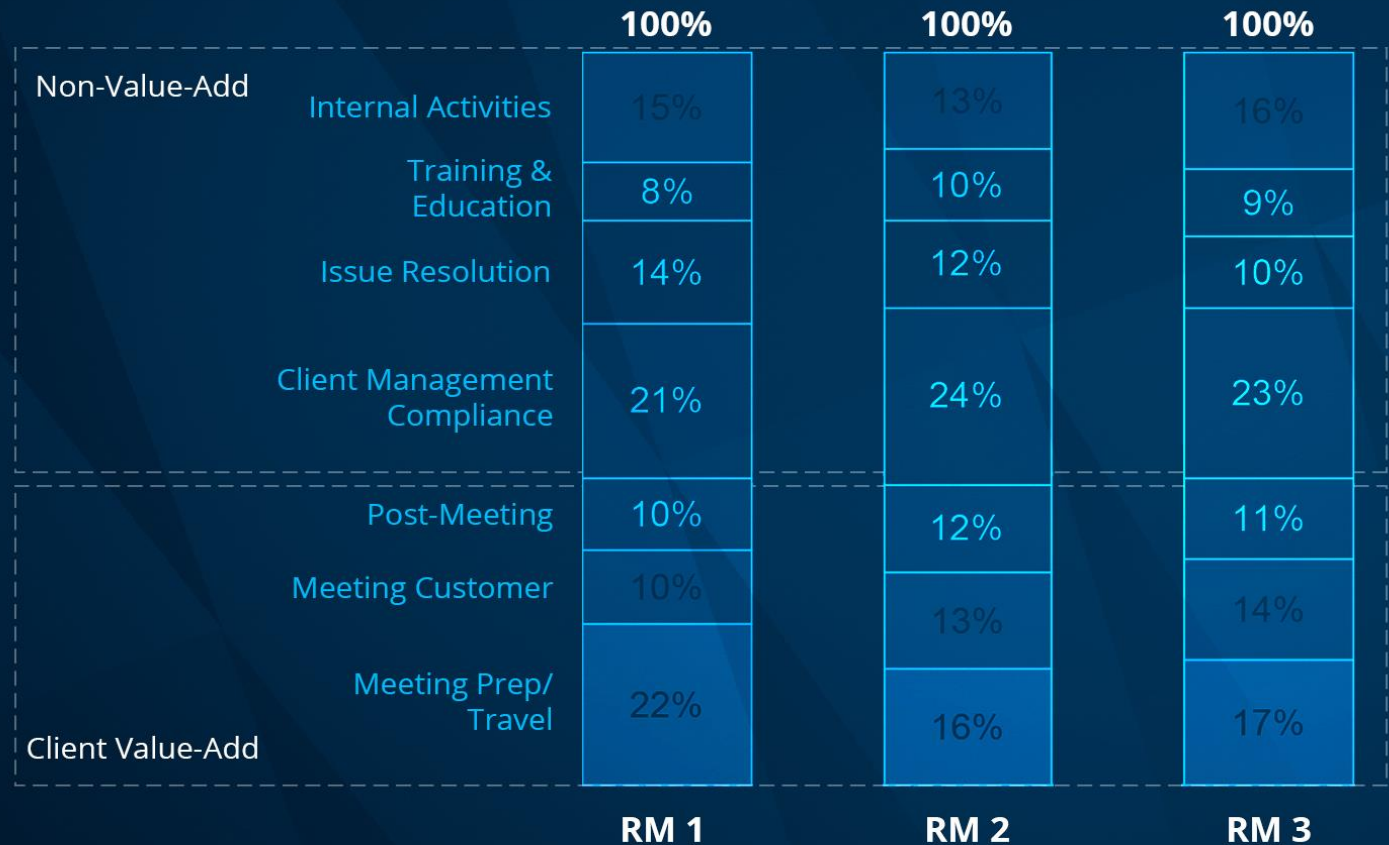 100% 100% 100%
Non-Value-Add
Internal Activities 15% 13% 16%
Training &
Education 8% 10% 9%
Issue Resolution 14% 12% 10%
Client Management
Compliance 21% 24% 23%
Post-Meeting 10% 12% 11%
Meeting Customer 10% 13% 14%
Meeting Prep/
Travel 22% 16% 17%
Client Value-Add
RM 1 RM 2 RM 3